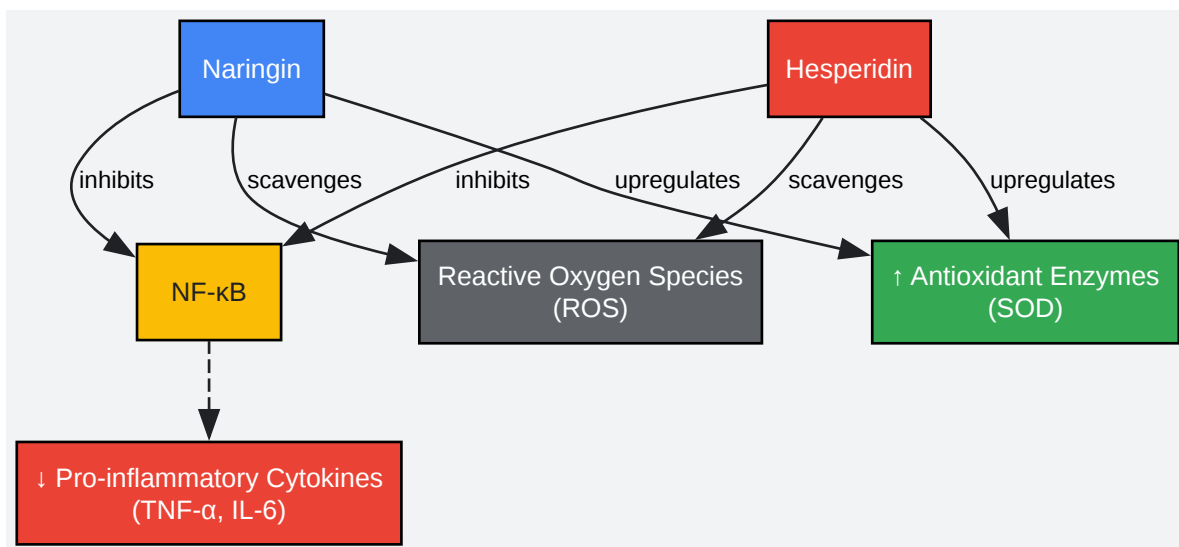 Naringin
Hesperidin
inhibits
scavenges
inhibits
upregulates
scavenges
upregulates
NF-κB
Reactive Oxygen Species
(ROS)
↑ Antioxidant Enzymes
(SOD)
↓ Pro-inflammatory Cytokines
(TNF-α, IL-6)